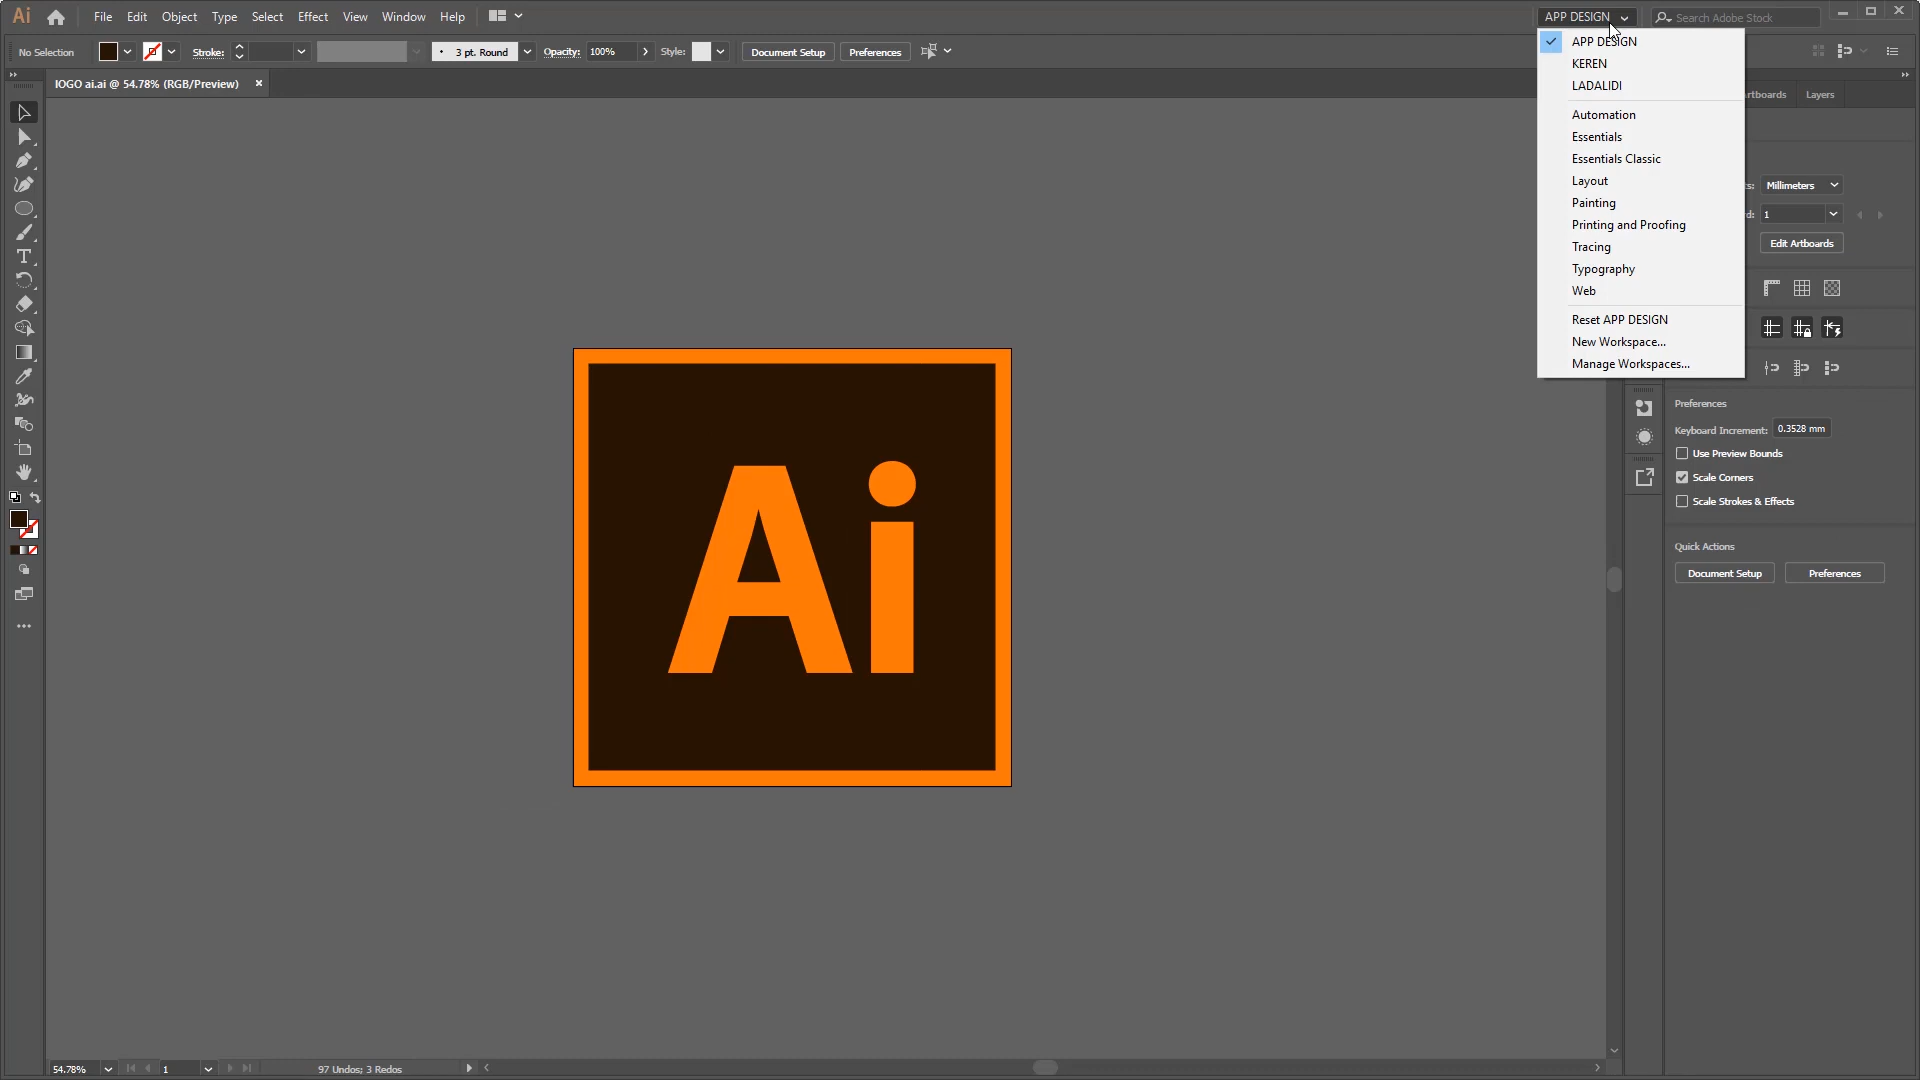 Ai File Edit Object Type Select Effect View Window Help APP DESIGN Search Adobe Stock
No Selection Stroke: 3 pt. Round Opacity: 100% Style: Document Setup Preferences
IOGO ai.ai @ 54.78% (RGB/Preview)
APP DESIGN
KEREN
LADALIDI
Automation
Essentials
Essentials Classic
Layout
Painting
Printing and Proofing
Tracing
Typography
Web
Reset APP DESIGN
New Workspace...
Manage Workspaces...
Layers
Millimeters
1
Edit Artboards
Preferences
Keyboard Increment: 0.3528 mm
Use Preview Bounds
Scale Corners
Scale Strokes & Effects
Quick Actions
Document Setup Preferences
Ai
54.78% 1 97 Undos; 3 Redos